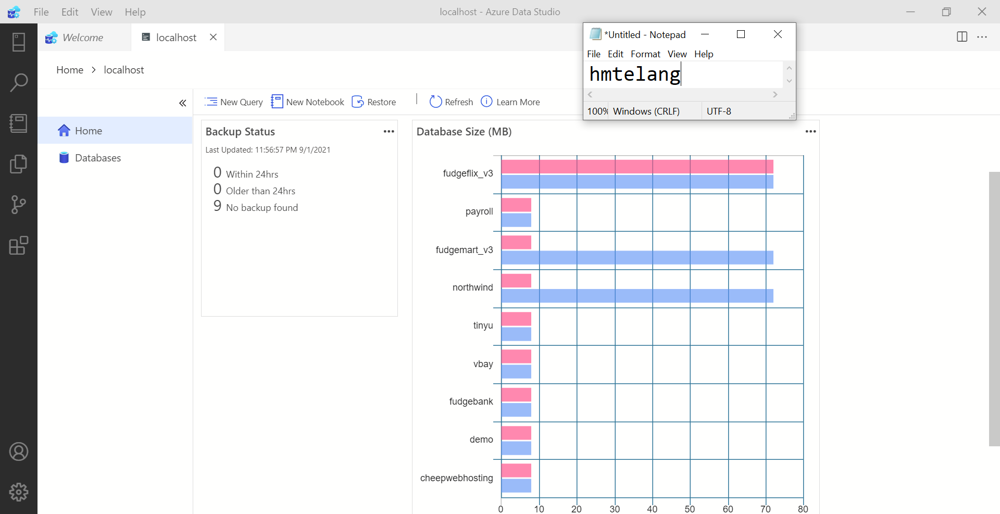 File Edit View Help
localhost - Azure Data Studio
Welcome
localhost
*Untitled - Notepad
File Edit Format View Help
hmtelang
100% Windows (CRLF) UTF-8
Home > localhost
New Query New Notebook Restore Refresh Learn More
Home
Databases
Backup Status
Last Updated: 11:56:57 PM 9/1/2021
0 Within 24hrs
0 Older than 24hrs
9 No backup found
Database Size (MB)
fudgeflix_v3
payroll
fudgemart_v3
northwind
tinyu
vbay
fudgebank
demo
cheepwebhosting
0 10 20 30 40 50 60 70 80